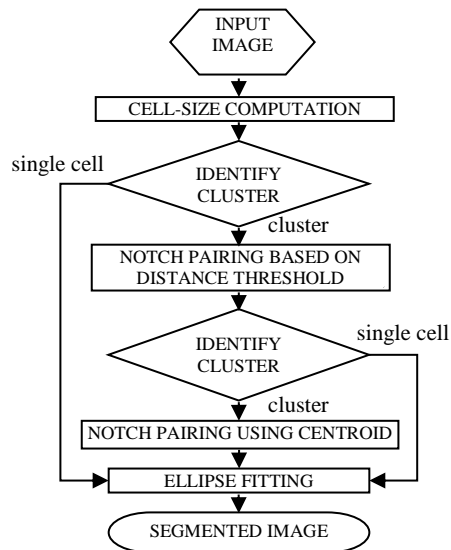 INPUT
IMAGE
CELL-SIZE COMPUTATION
single cell
IDENTIFY
CLUSTER
cluster
NOTCH PAIRING BASED ON
DISTANCE THRESHOLD
IDENTIFY
CLUSTER
single cell
cluster
NOTCH PAIRING USING CENTROID
ELLIPSE FITTING
SEGMENTED IMAGE